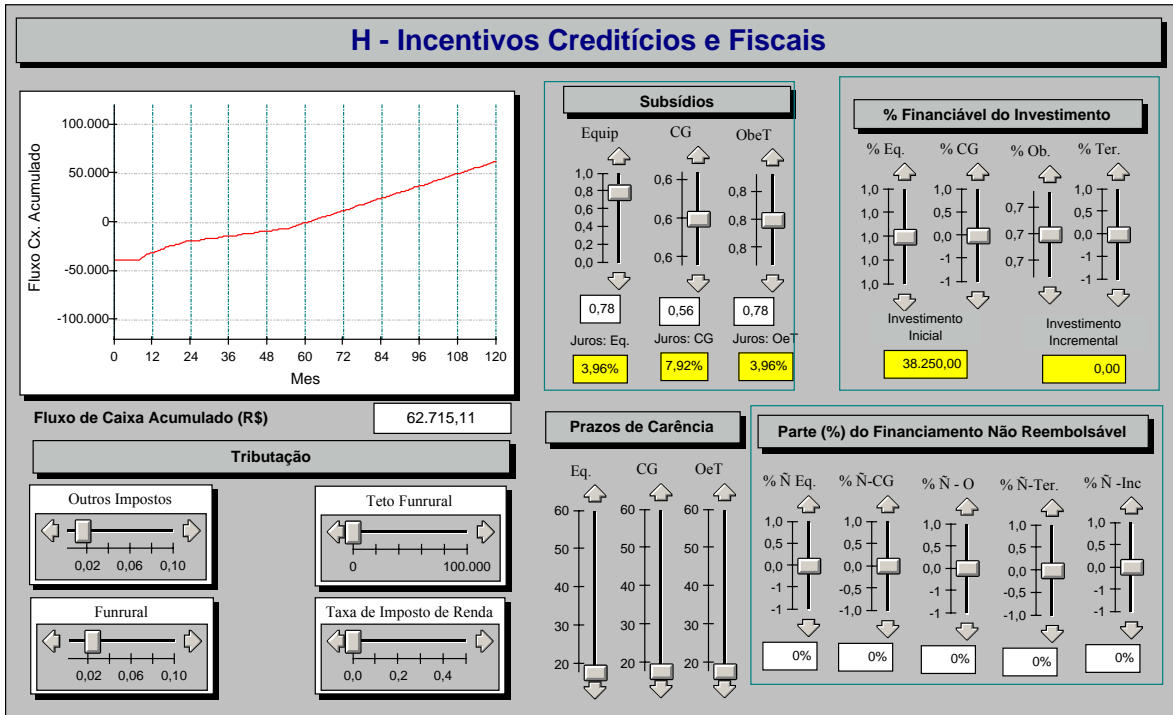 H - Incentivos Creditícios e Fiscais
Fluxo Cx. Acumulado
100.000
50.000
0
-50.000
-100.000
0 12 24 36 48 60 72 84 96 108 120
Mes
Fluxo de Caixa Acumulado (R$) 62.715,11
Tributação
Outros Impostos
0,02 0,06 0,10
Teto Funrural
0 100.000
Funrural
0,02 0,06 0,10
Taxa de Imposto de Renda
0,0 0,2 0,4
Subsídios
Equip CG ObeT
1,0
0,8
0,6
0,4
0,2
0,0
0,6
0,6
0,6
0,8
0,8
0,8
0,78 0,56 0,78
Juros: Eq. Juros: CG Juros: OeT
3,96% 7,92% 3,96%
% Financiável do Investimento
% Eq. % CG % Ob. % Ter.
1,0
1,0
1,0
1,0
1,0
1,0
0,5
0,0
-1
-1
0,7
0,7
0,7
1,0
0,5
0,0
-1
-1
Investimento
Inicial
38.250,00
Investimento
Incremental
0,00
Prazos de Carência
Eq. CG OeT
60 60 60
50 50 50
40 40 40
30 30 30
20 20 20
Parte (%) do Financiamento Não Reembolsável
% Ñ Eq. % Ñ-CG % Ñ - O % Ñ-Ter. % Ñ -Inc
1,0
0,5
0,0
-1
-1
1,0
0,5
0,0
-0,5
-1,0
1,0
0,5
0,0
-1
-1
1,0
0,5
0,0
-0,5
-1,0
1,0
0,5
0,0
-1
-1
0% 0% 0% 0% 0%